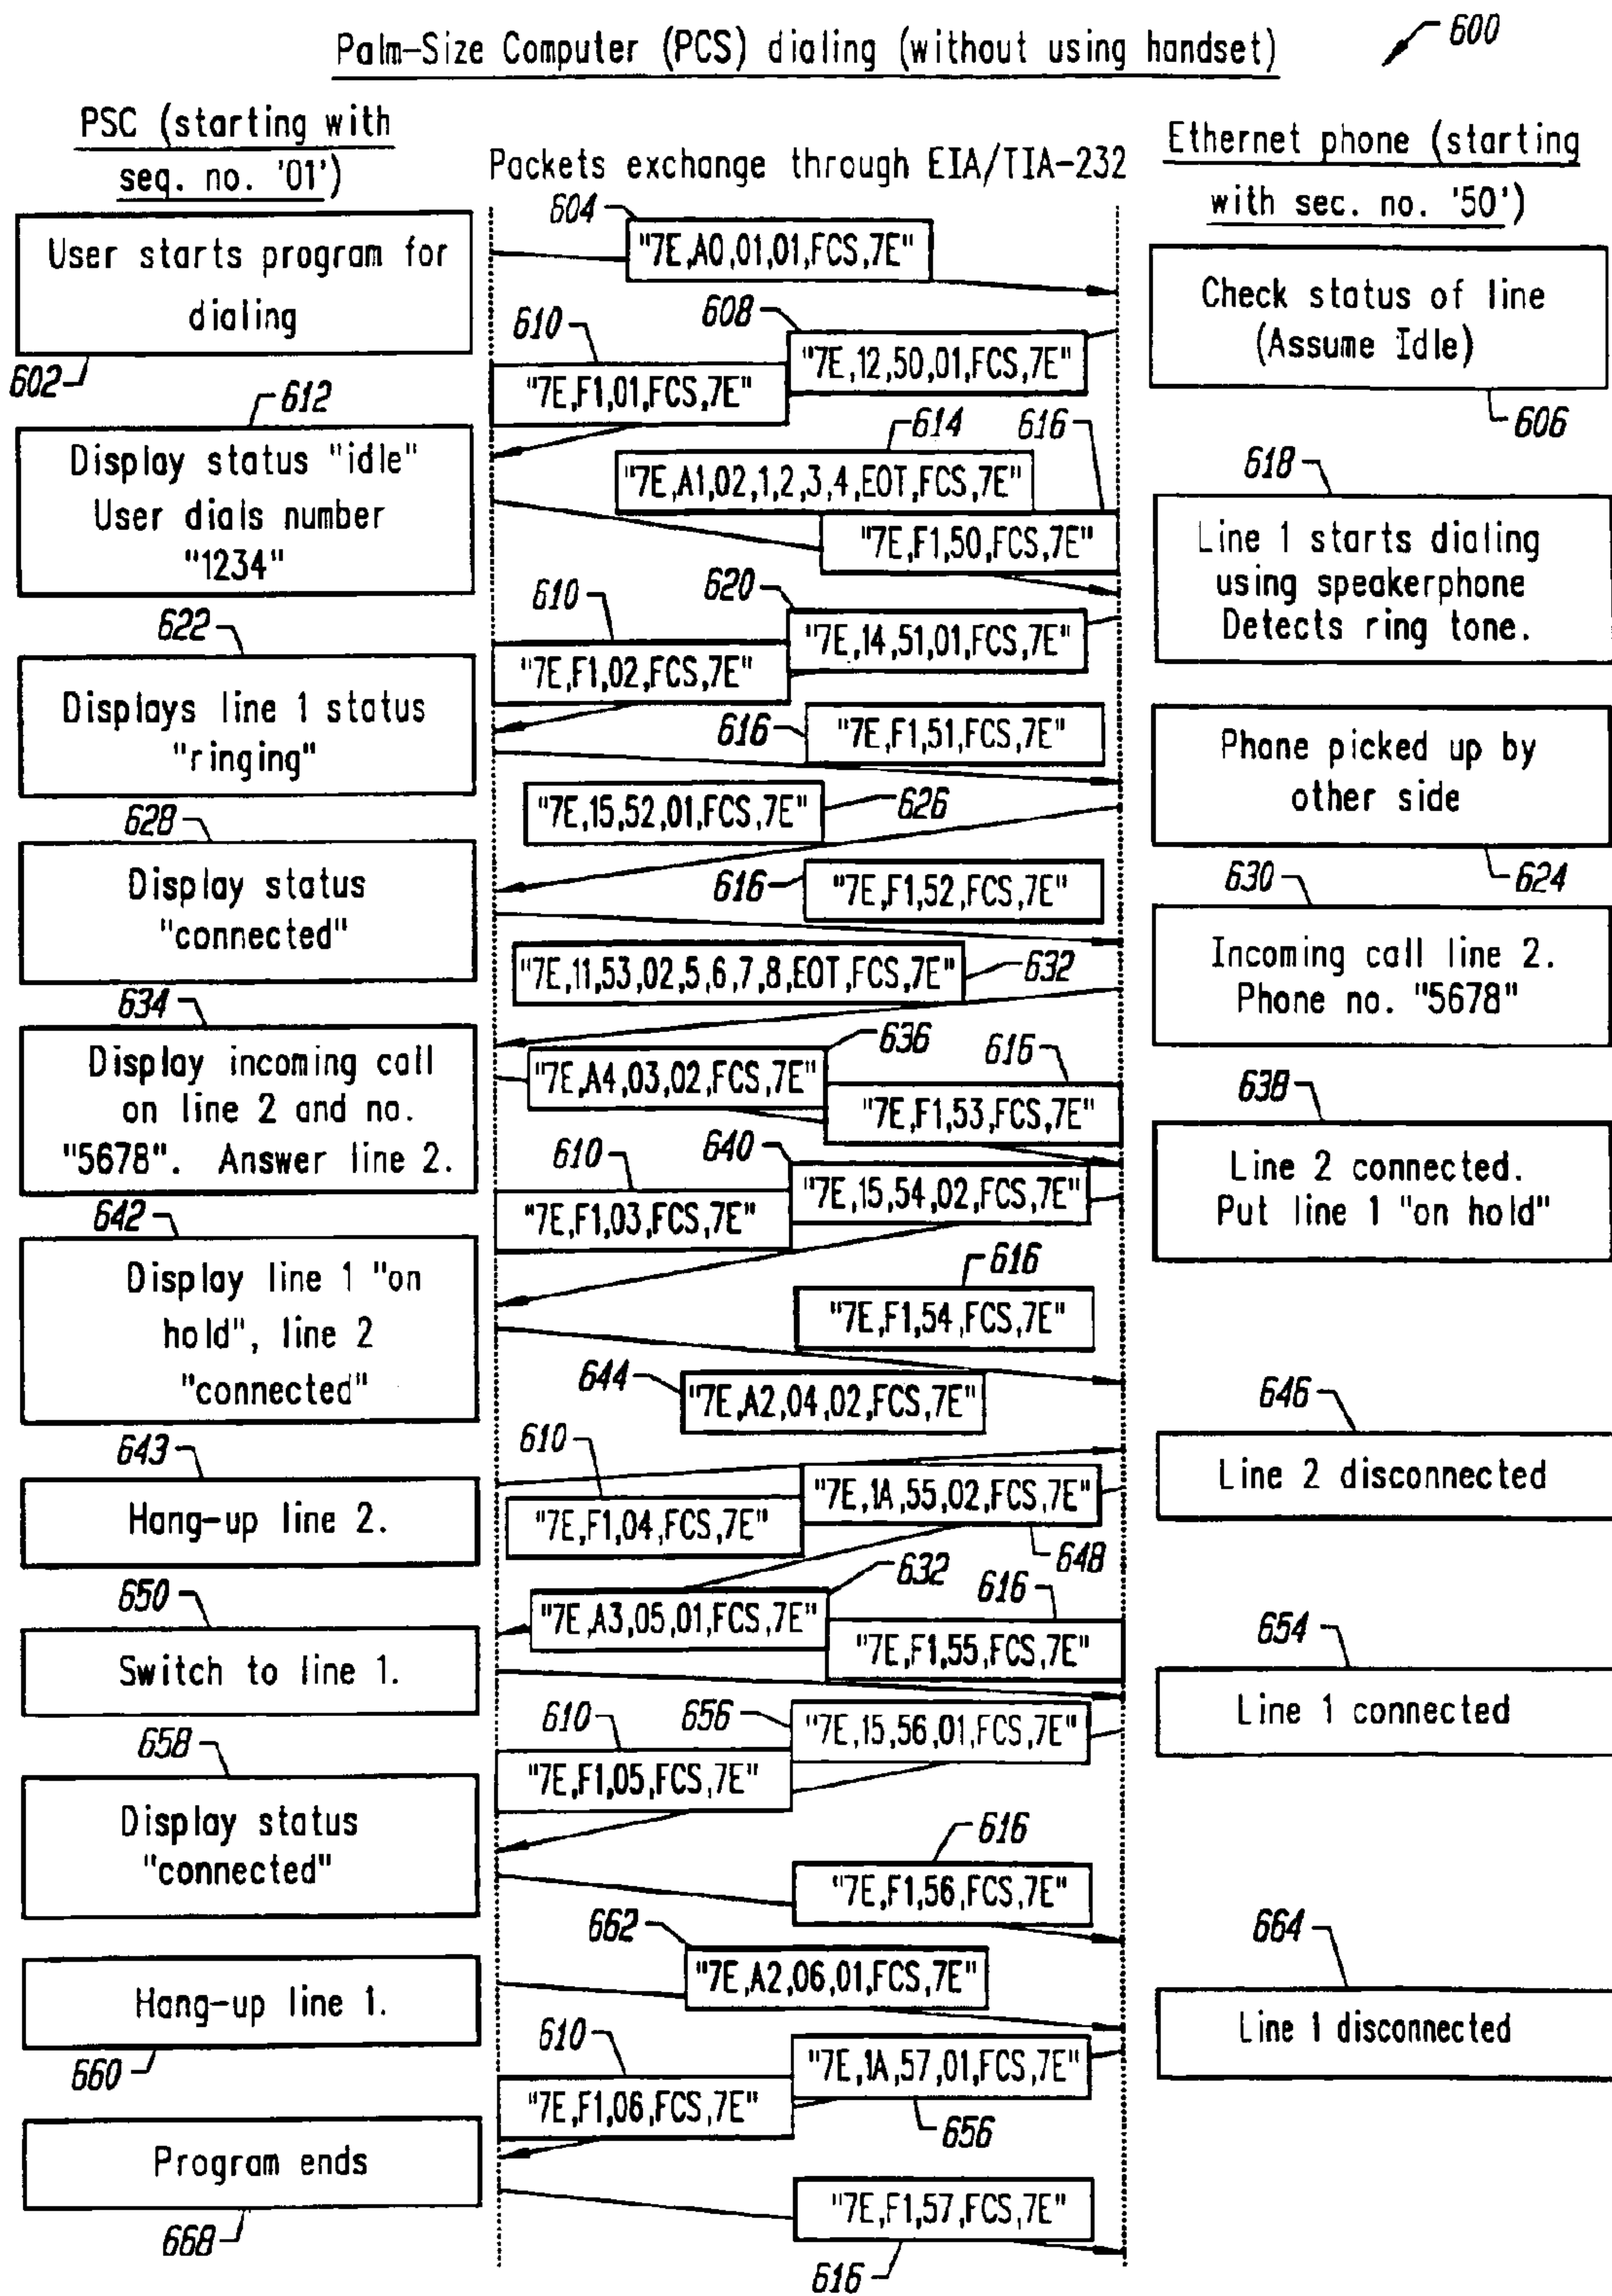 Palm-Size Computer (PCS) dialing (without using handset)
600
PSC (starting with
seq. no. '01')
Packets exchange through EIA/TIA-232
Ethernet phone (starting
with sec. no. '50')
User starts program for
dialing
602
604
"7E,A0,01,01,FCS,7E"
Check status of line
(Assume Idle)
606
608
"7E,12,50,01,FCS,7E"
610
"7E,F1,01,FCS,7E"
612
Display status "idle"
User dials number
"1234"
614
"7E,A1,02,1,2,3,4,EOT,FCS,7E"
616
"7E,F1,50,FCS,7E"
618
Line 1 starts dialing
using speakerphone
Detects ring tone.
620
"7E,14,51,01,FCS,7E"
610
"7E,F1,02,FCS,7E"
622
Displays line 1 status
"ringing"
616
"7E,F1,51,FCS,7E"
Phone picked up by
other side
624
"7E,15,52,01,FCS,7E"
626
628
Display status
"connected"
616
"7E,F1,52,FCS,7E"
630
Incoming call line 2.
Phone no. "5678"
"7E,11,53,02,5,6,7,8,EOT,FCS,7E"
632
634
Display incoming call
on line 2 and no.
"5678". Answer line 2.
636
"7E,A4,03,02,FCS,7E"
616
"7E,F1,53,FCS,7E"
638
Line 2 connected.
Put line 1 "on hold"
640
"7E,15,54,02,FCS,7E"
610
"7E,F1,03,FCS,7E"
642
Display line 1 "on
hold", line 2
"connected"
616
"7E,F1,54,FCS,7E"
644
"7E,A2,04,02,FCS,7E"
643
Hang-up line 2.
646
Line 2 disconnected
610
"7E,F1,04,FCS,7E"
"7E,1A,55,02,FCS,7E"
648
650
Switch to line 1.
632
"7E,A3,05,01,FCS,7E"
616
"7E,F1,55,FCS,7E"
654
Line 1 connected
656
"7E,15,56,01,FCS,7E"
610
"7E,F1,05,FCS,7E"
658
Display status
"connected"
616
"7E,F1,56,FCS,7E"
Hang-up line 1.
660
662
"7E,A2,06,01,FCS,7E"
664
Line 1 disconnected
610
"7E,F1,06,FCS,7E"
"7E,1A,57,01,FCS,7E"
656
Program ends
668
"7E,F1,57,FCS,7E"
616